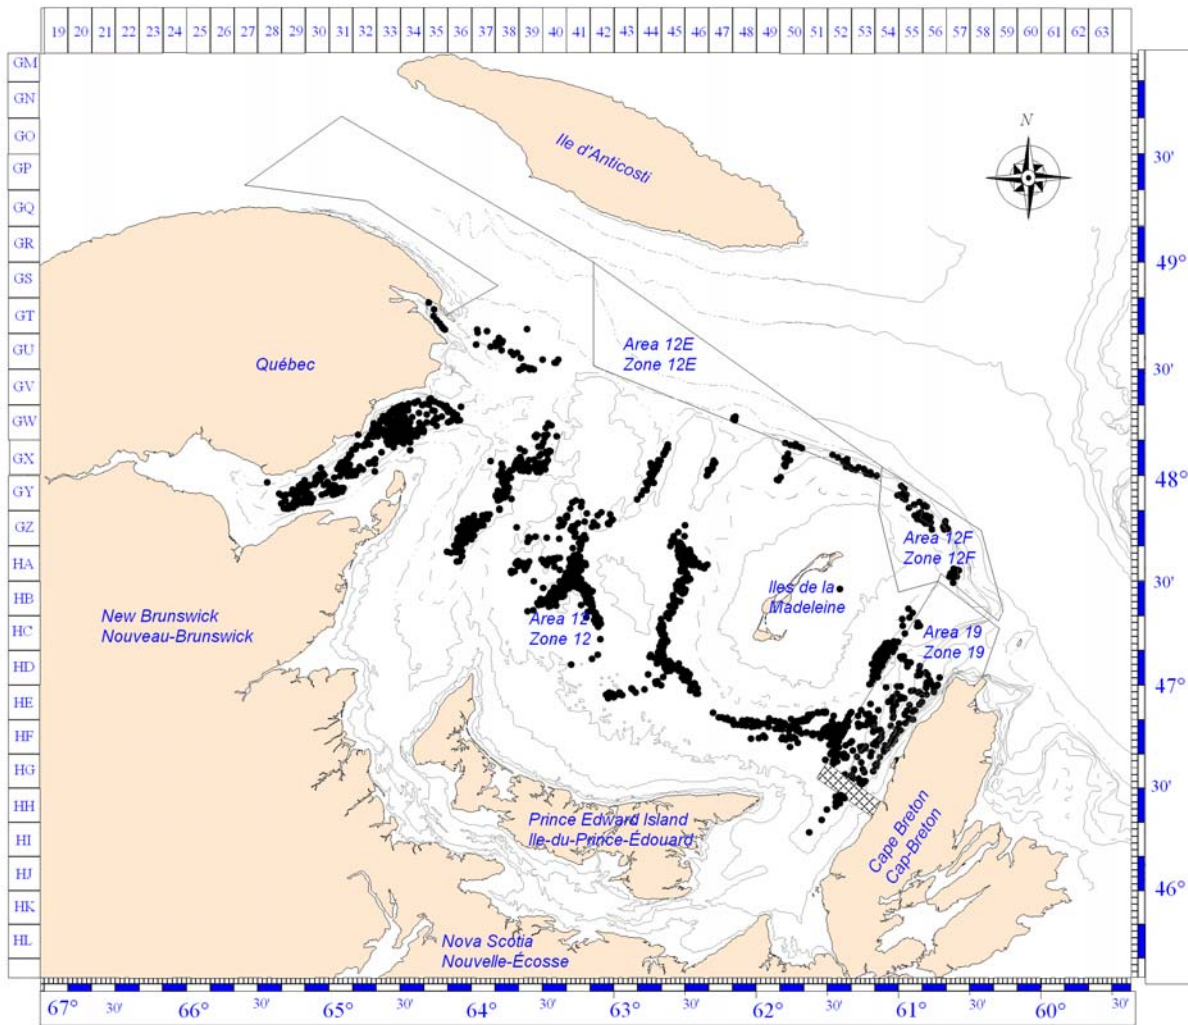 19 20 21 22 23 24 25 26 27 28 29 30 31 32 33 34 35 36 37 38 39 40 41 42 43 44 45 46 47 48 49 50 51 52 53 54 55 56 57 58 59 60 61 62 63
GM
GN
GO
GP
GQ
GR
GS
GT
GU
GV
GW
GX
GY
GZ
HA
HB
HC
HD
HE
HF
HG
HH
HI
HJ
HK
HL
N
Ile d'Anticosti
Québec
Area 12E
Zone 12E
Area 12F
Zone 12F
Iles de la
Madeleine
New Brunswick
Nouveau-Brunswick
Area 12
Zone 12
Area 19
Zone 19
Prince Edward Island
Ile-du-Prince-Édouard
Cape Breton
Cap-Breton
Nova Scotia
Nouvelle-Écosse
30'
49°
30'
48°
30'
47°
30'
46°
67° 30' 66° 30' 65° 30' 64° 30' 63° 30' 62° 30' 61° 30' 60° 30'